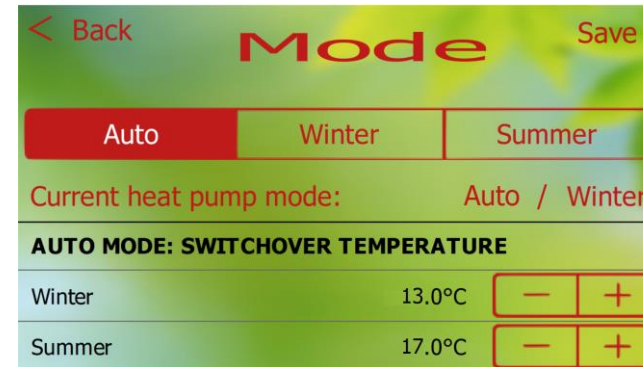 < Back Mode Save
Auto Winter Summer
Current heat pump mode: Auto / Winter
AUTO MODE: SWITCHOVER TEMPERATURE
Winter 13.0°C − +
Summer 17.0°C − +